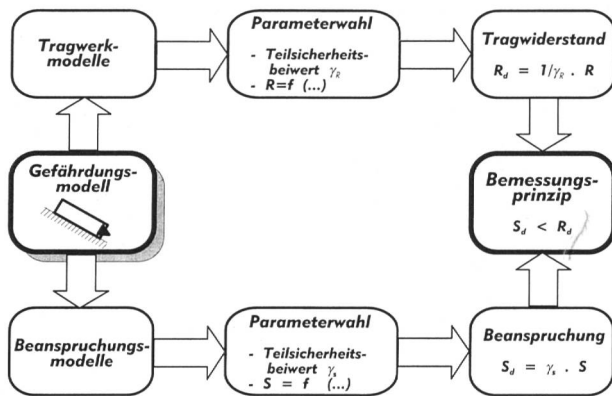 Tragwerk-
modelle
Parameterwahl
- Teilsicherheits-
beiwert γR
- R=f (...)
Tragwiderstand
Rd = 1/γR . R
Gefährdungs-
modell
Bemessungs-
prinzip
Sd < Rd
Beanspruchungs-
modelle
Parameterwahl
- Teilsicherheits-
beiwert γs
- S = f (...)
Beanspruchung
Sd = γs . S